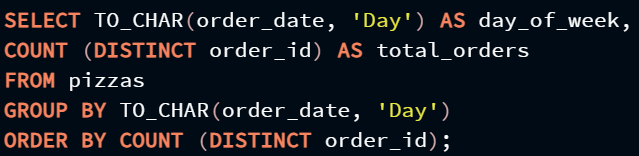 SELECT TO_CHAR(order_date, 'Day') AS day_of_week,
COUNT (DISTINCT order_id) AS total_orders
FROM pizzas
GROUP BY TO_CHAR(order_date, 'Day')
ORDER BY COUNT (DISTINCT order_id);